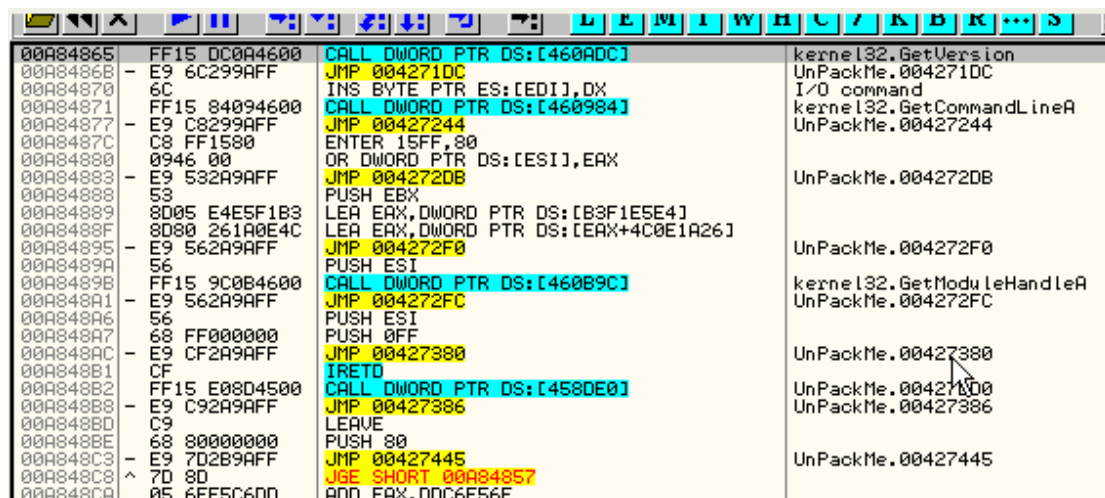 L E M T W H C / K B R ... S
00A84865 FF15 DC0A4600 CALL DWORD PTR DS:[460ADC] kernel32.GetVersion
00A8486B - E9 6C299AFF JMP 004271DC UnPackMe.004271DC
00A84870 6C INS BYTE PTR ES:[EDI],DX I/O command
00A84871 FF15 84094600 CALL DWORD PTR DS:[460984] kernel32.GetCommandLineA
00A84877 - E9 C8299AFF JMP 00427244 UnPackMe.00427244
00A8487C C8 FF1580 ENTER 15FF,80
00A84880 0946 00 OR DWORD PTR DS:[ESI],EAX
00A84883 - E9 532A9AFF JMP 004272DB UnPackMe.004272DB
00A84888 53 PUSH EBX
00A84889 8D05 E4E5F1B3 LEA EAX,DWORD PTR DS:[B3F1E5E4]
00A8488F 8D80 261A0E4C LEA EAX,DWORD PTR DS:[EAX+4C0E1A26]
00A84895 - E9 562A9AFF JMP 004272F0 UnPackMe.004272F0
00A8489A 56 PUSH ESI
00A8489B FF15 9C0B4600 CALL DWORD PTR DS:[460B9C] kernel32.GetModuleHandleA
00A848A1 - E9 562A9AFF JMP 004272FC UnPackMe.004272FC
00A848A6 56 PUSH ESI
00A848A7 68 FF000000 PUSH 0FF
00A848AC - E9 CF2A9AFF JMP 00427380 UnPackMe.00427380
00A848B1 CF IRETD
00A848B2 FF15 E08D4500 CALL DWORD PTR DS:[458DE0]
00A848B8 - E9 C92A9AFF JMP 00427386 UnPackMe.00427386
00A848BD C9 LEAVE
00A848BE 68 80000000 PUSH 80
00A848C3 - E9 7D2B9AFF JMP 00427445 UnPackMe.00427445
00A848C8 ^ 7D 8D JGE SHORT 00A84857
00A848CA 05 6FE5C6DD ADD EAX,DDC6E56F